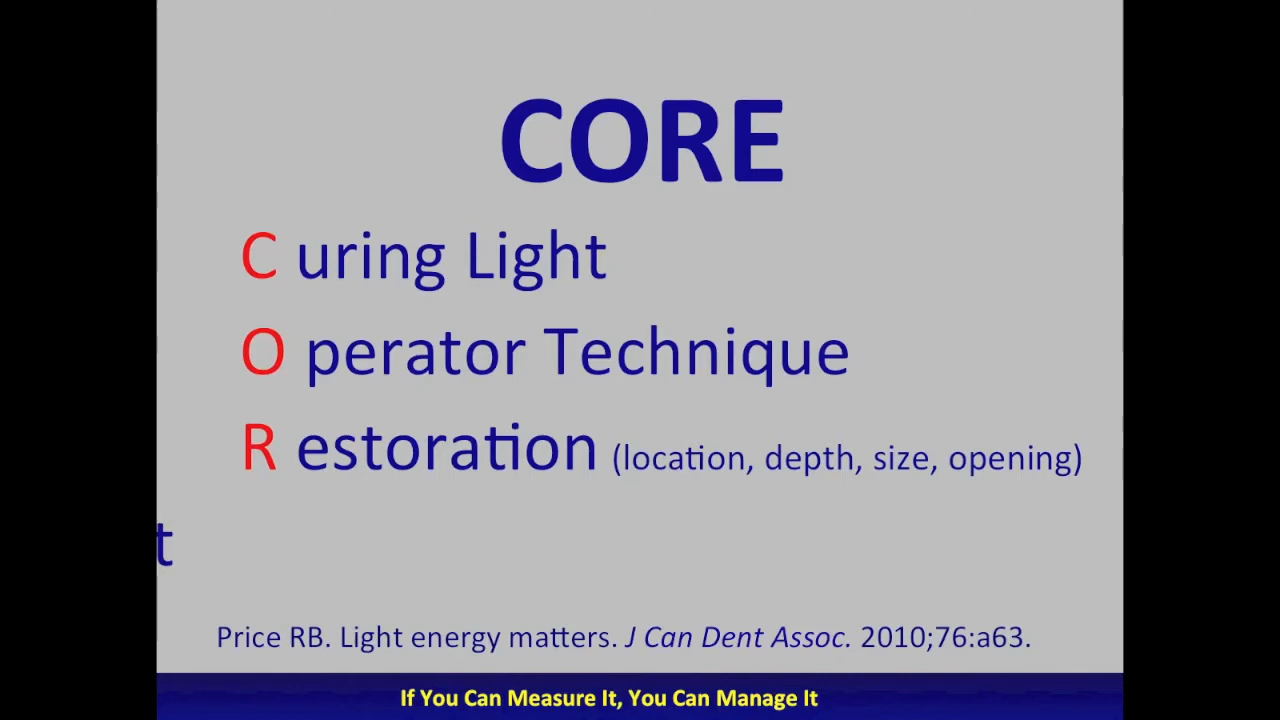 CORE
C uring Light
O perator Technique
R estoration (location, depth, size, opening)
t
Price RB. Light energy matters. J Can Dent Assoc. 2010;76:a63.
If You Can Measure It, You Can Manage It